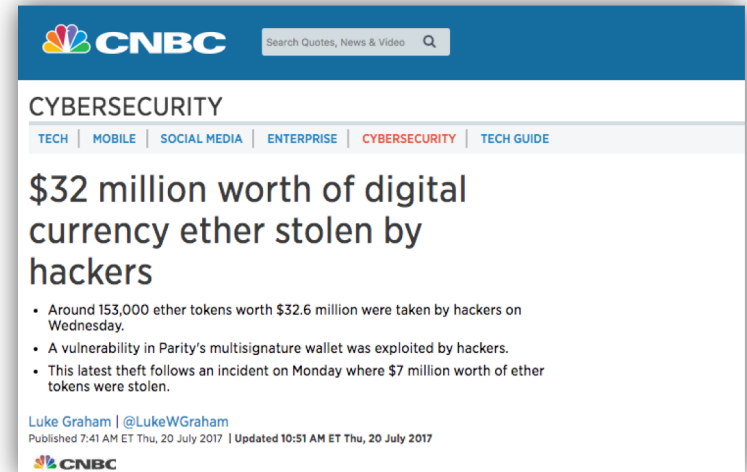 CNBC
Search Quotes, News & Video
CYBERSECURITY
TECH | MOBILE | SOCIAL MEDIA | ENTERPRISE | CYBERSECURITY | TECH GUIDE
$32 million worth of digital
currency ether stolen by
hackers
• Around 153,000 ether tokens worth $32.6 million were taken by hackers on
Wednesday.
• A vulnerability in Parity's multisignature wallet was exploited by hackers.
• This latest theft follows an incident on Monday where $7 million worth of ether
tokens were stolen.
Luke Graham | @LukeWGraham
Published 7:41 AM ET Thu, 20 July 2017 | Updated 10:51 AM ET Thu, 20 July 2017
CNBC